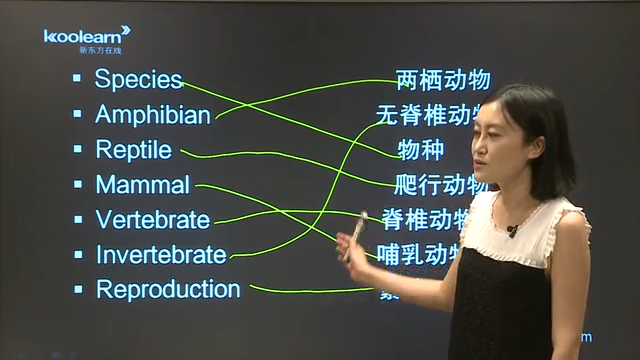 koolearn
新东方在线
Species
两栖动物
Amphibian
无脊椎动
Reptile
物种
Mammal
爬行动物
Vertebrate
脊椎动物
Invertebrate
哺乳动
Reproduction